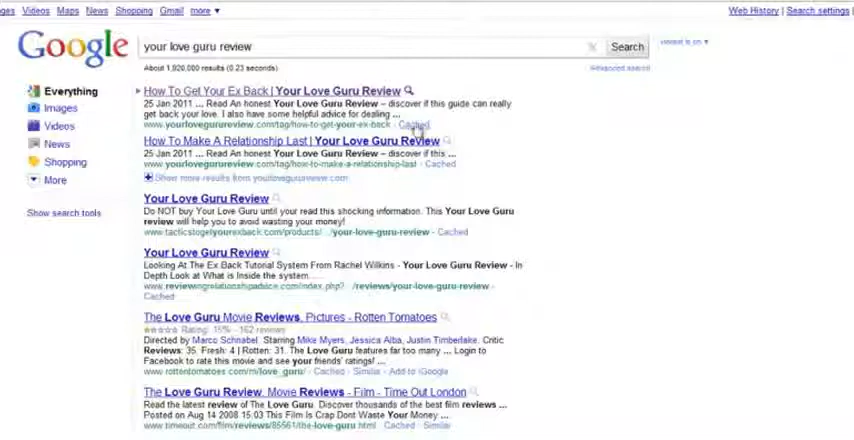 Videos Maps News Shopping Gmail more ▼ Web History | Search settings
Google your love guru review Search
About 1,920,000 results (0.23 seconds) Advanced search
Everything
Images
Videos
News
Shopping
More
Show search tools
How To Get Your Ex Back | Your Love Guru Review
25 Jan 2011 ... Read An honest Your Love Guru Review – discover if this guide can really
get back your love. I also have some helpful advice for dealing ...
www.yourlovegurureview.com/tag/how-to-get-your-ex-back - Cached
How To Make A Relationship Last | Your Love Guru Review
25 Jan 2011 ... Read An honest Your Love Guru Review – discover if this ...
www.yourlovegurureview.com/tag/how-to-make-a-relationship-last - Cached
Show more results from yourlovegurureview.com
Your Love Guru Review
Do NOT buy Your Love Guru until your read this shocking information. This Your Love Guru
review will help you to avoid wasting your money!
www.tacticstogetyourexback.com/products/.../your-love-guru-review - Cached
Your Love Guru Review
Looking At The Ex Back Tutorial System From Rachel Wilkins - Your Love Guru Review - In
Depth Look at What is Inside the system.
www.reviewingrelationshipadvice.com/index.php?.../reviews/your-love-guru-review -
Cached
The Love Guru Movie Reviews, Pictures - Rotten Tomatoes
Rating: 15% - 162 reviews
Directed by Marco Schnabel. Starring Mike Myers, Jessica Alba, Justin Timberlake. Critic
Reviews: 35. Fresh: 4 | Rotten: 31. The Love Guru features far too many ... Login to
Facebook to rate this movie and see your friends' ratings! ...
www.rottentomatoes.com/m/love_guru/ - Cached - Similar - Add to iGoogle
The Love Guru Review. Movie Reviews - Film - Time Out London
Read the latest review of The Love Guru. Discover thousands of the best film reviews ...
Posted on Aug 14 2008 15:03 This Film Is Crap Dont Waste Your Money ...
www.timeout.com/film/reviews/85561/the-love-guru.html - Cached - Similar